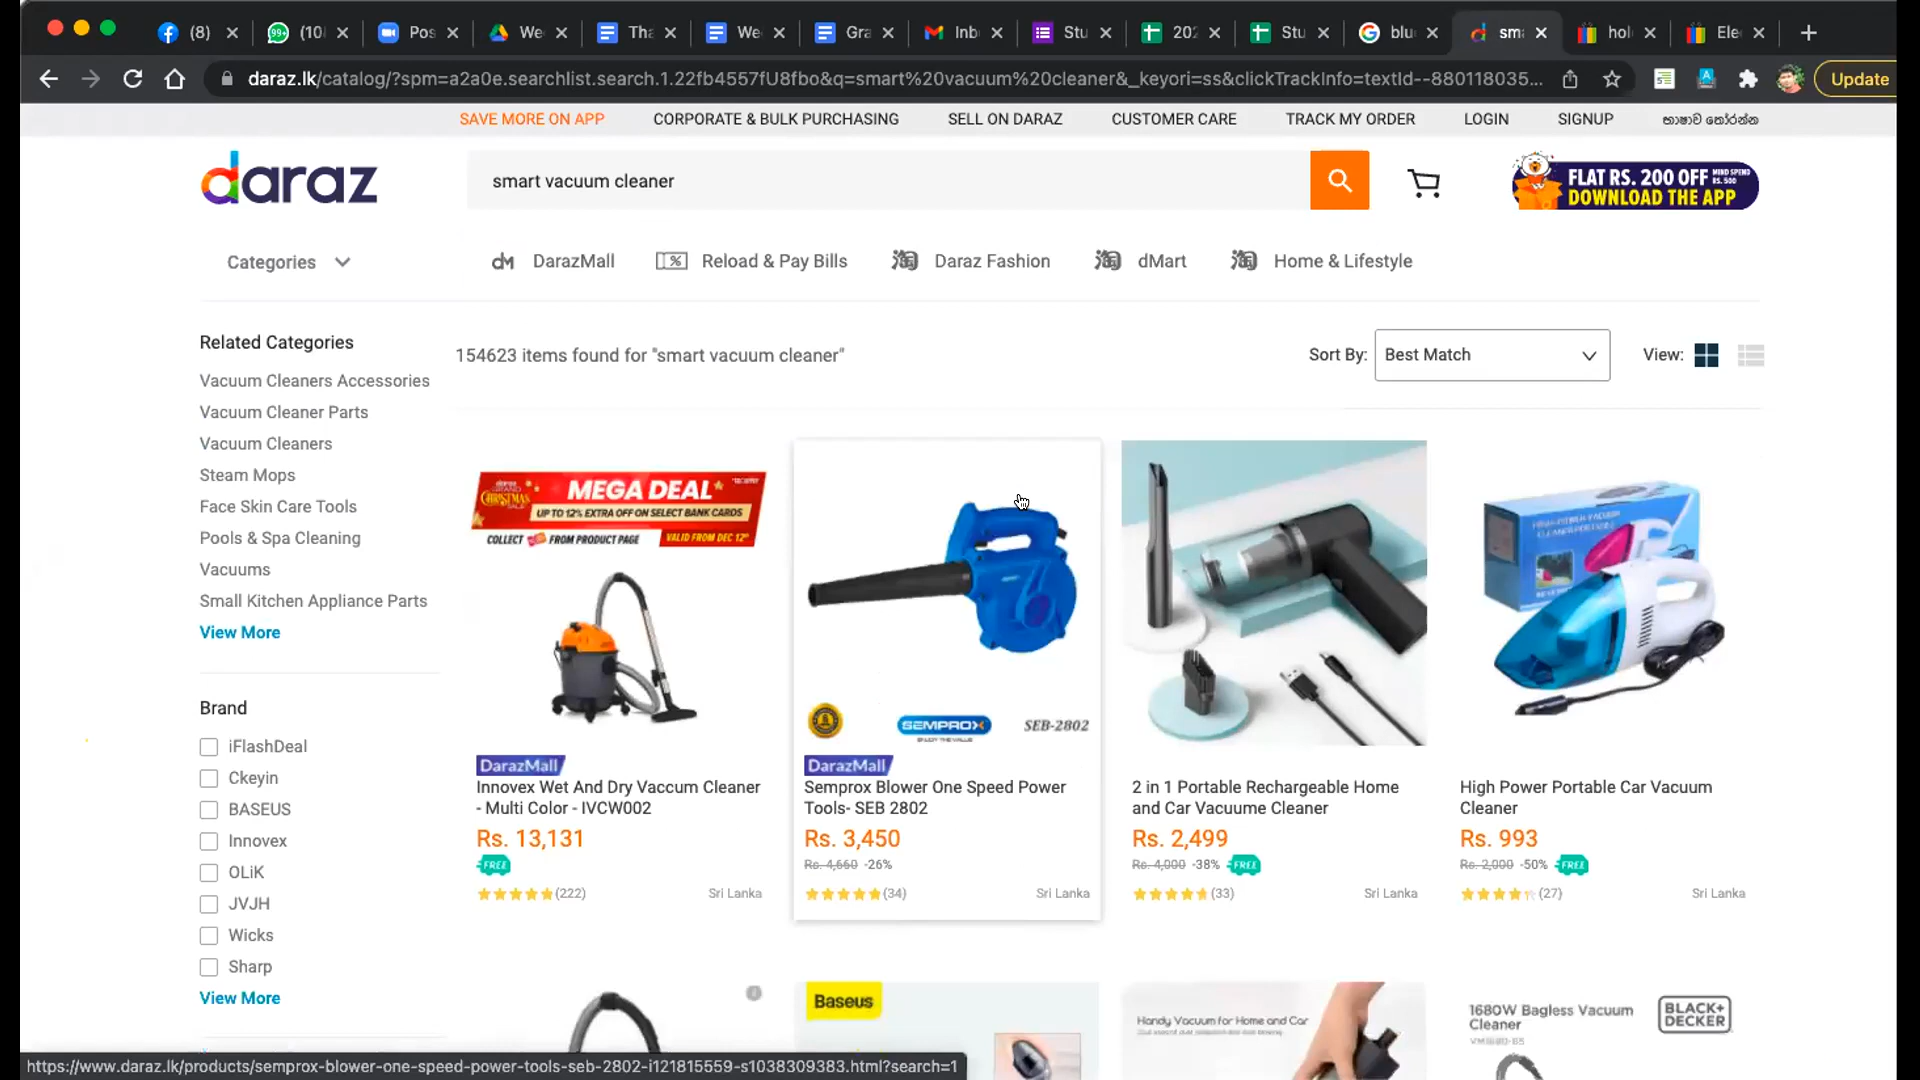 (8)
(10
Pos
We
Tha
We
Gra
Inb
Stu
202
Stu
blu
sma
hol
Ele
daraz.lk/catalog/?spm=a2a0e.searchlist.search.1.22fb4557fU8fbo&q=smart%20vacuum%20cleaner&_keyori=ss&clickTrackInfo=textId--880118035...
Update
SAVE MORE ON APP
CORPORATE & BULK PURCHASING
SELL ON DARAZ
CUSTOMER CARE
TRACK MY ORDER
LOGIN
SIGNUP
භාෂාව තෝරන්න
daraz
smart vacuum cleaner
FLAT RS. 200 OFF
DOWNLOAD THE APP
Categories
DarazMall
Reload & Pay Bills
Daraz Fashion
dMart
Home & Lifestyle
Related Categories
Vacuum Cleaners Accessories
Vacuum Cleaner Parts
Vacuum Cleaners
Steam Mops
Face Skin Care Tools
Pools & Spa Cleaning
Vacuums
Small Kitchen Appliance Parts
View More
Brand
iFlashDeal
Ckeyin
BASEUS
Innovex
OLiK
JVJH
Wicks
Sharp
View More
154623 items found for "smart vacuum cleaner"
Sort By: Best Match
View:
MEGA DEAL
CHRISTMAS
UP TO 12% EXTRA OFF ON SELECT BANK CARDS
COLLECT FROM PRODUCT PAGE
VALID FROM DEC 12
DarazMall
Innovex Wet And Dry Vaccum Cleaner
- Multi Color - IVCW002
Rs. 13,131
FREE
(222)
Sri Lanka
SEMPROX
ENJOY THE VALUE
SEB-2802
DarazMall
Semprox Blower One Speed Power
Tools- SEB 2802
Rs. 3,450
Rs. 4,660 -26%
(34)
Sri Lanka
2 in 1 Portable Rechargeable Home
and Car Vacuume Cleaner
Rs. 2,499
Rs. 4,000 -38% FREE
(33)
Sri Lanka
High Power Portable Car Vacuum
Cleaner
Rs. 993
Rs. 2,000 -50% FREE
(27)
Sri Lanka
Baseus
Handy Vacuum for Home and Car
1680W Bagless Vacuum
Cleaner
BLACK+
DECKER
https://www.daraz.lk/products/semprox-blower-one-speed-power-tools-seb-2802-i121815559-s1038309383.html?search=1